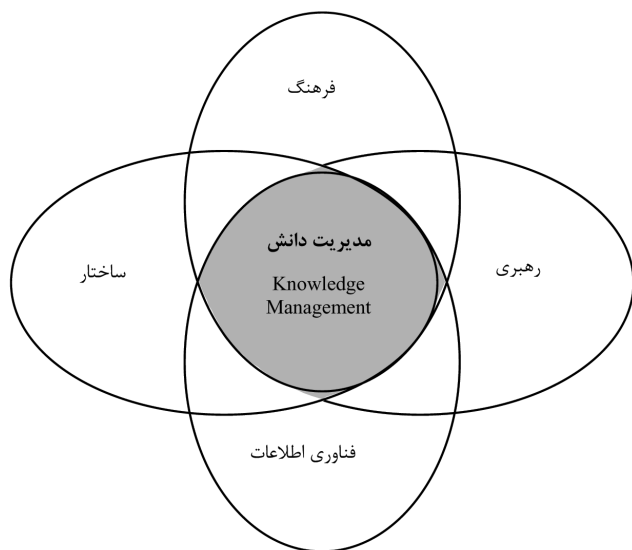 فرهنگ
مدیریت دانش
رهبری
ساختار
Knowledge
Management
فناوری اطلاعات